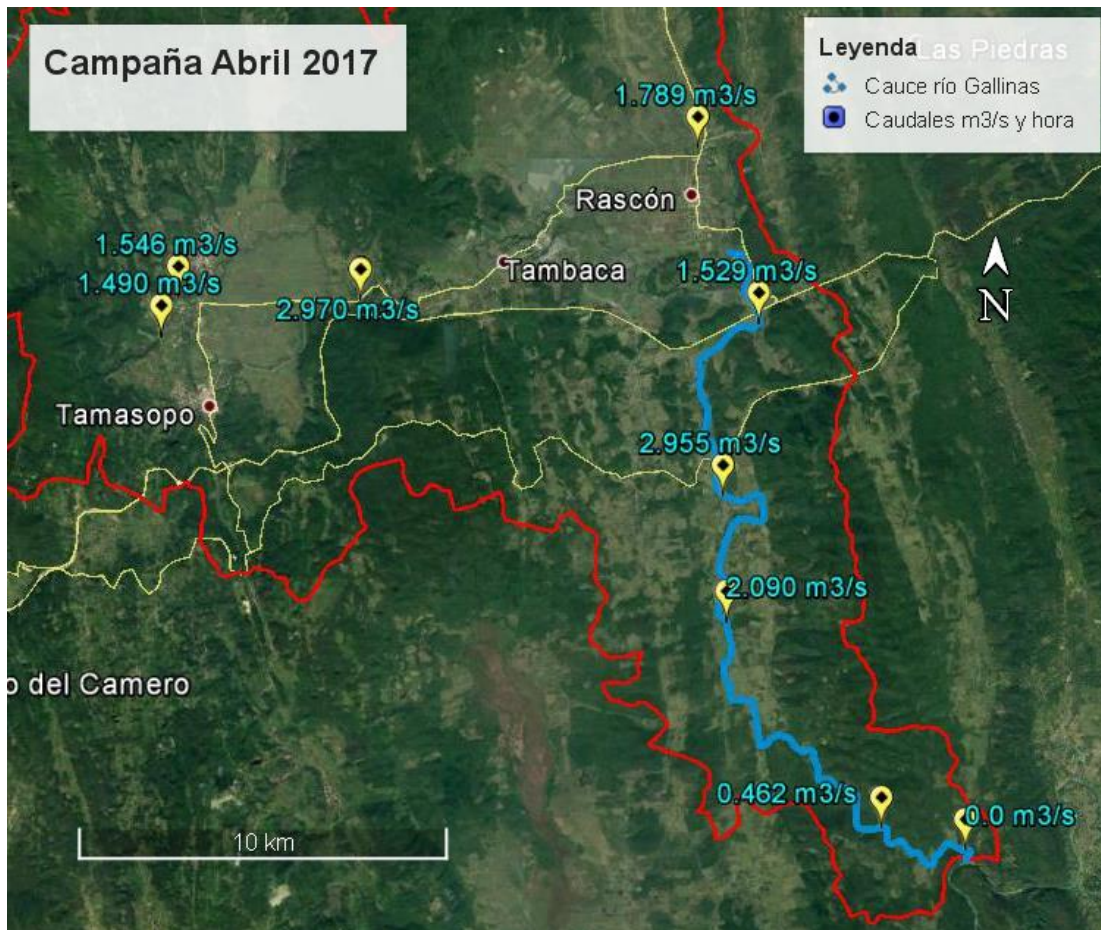 Campaña Abril 2017
Leyenda
Las Piedras
Cauce río Gallinas
Caudales m3/s y hora
1.789 m3/s
Rascón
1.546 m3/s
1.490 m3/s
Tambaca
1.529 m3/s
2.970 m3/s
N
Tamasopo
2.955 m3/s
2.090 m3/s
o del Camero
0.462 m3/s
0.0 m3/s
10 km